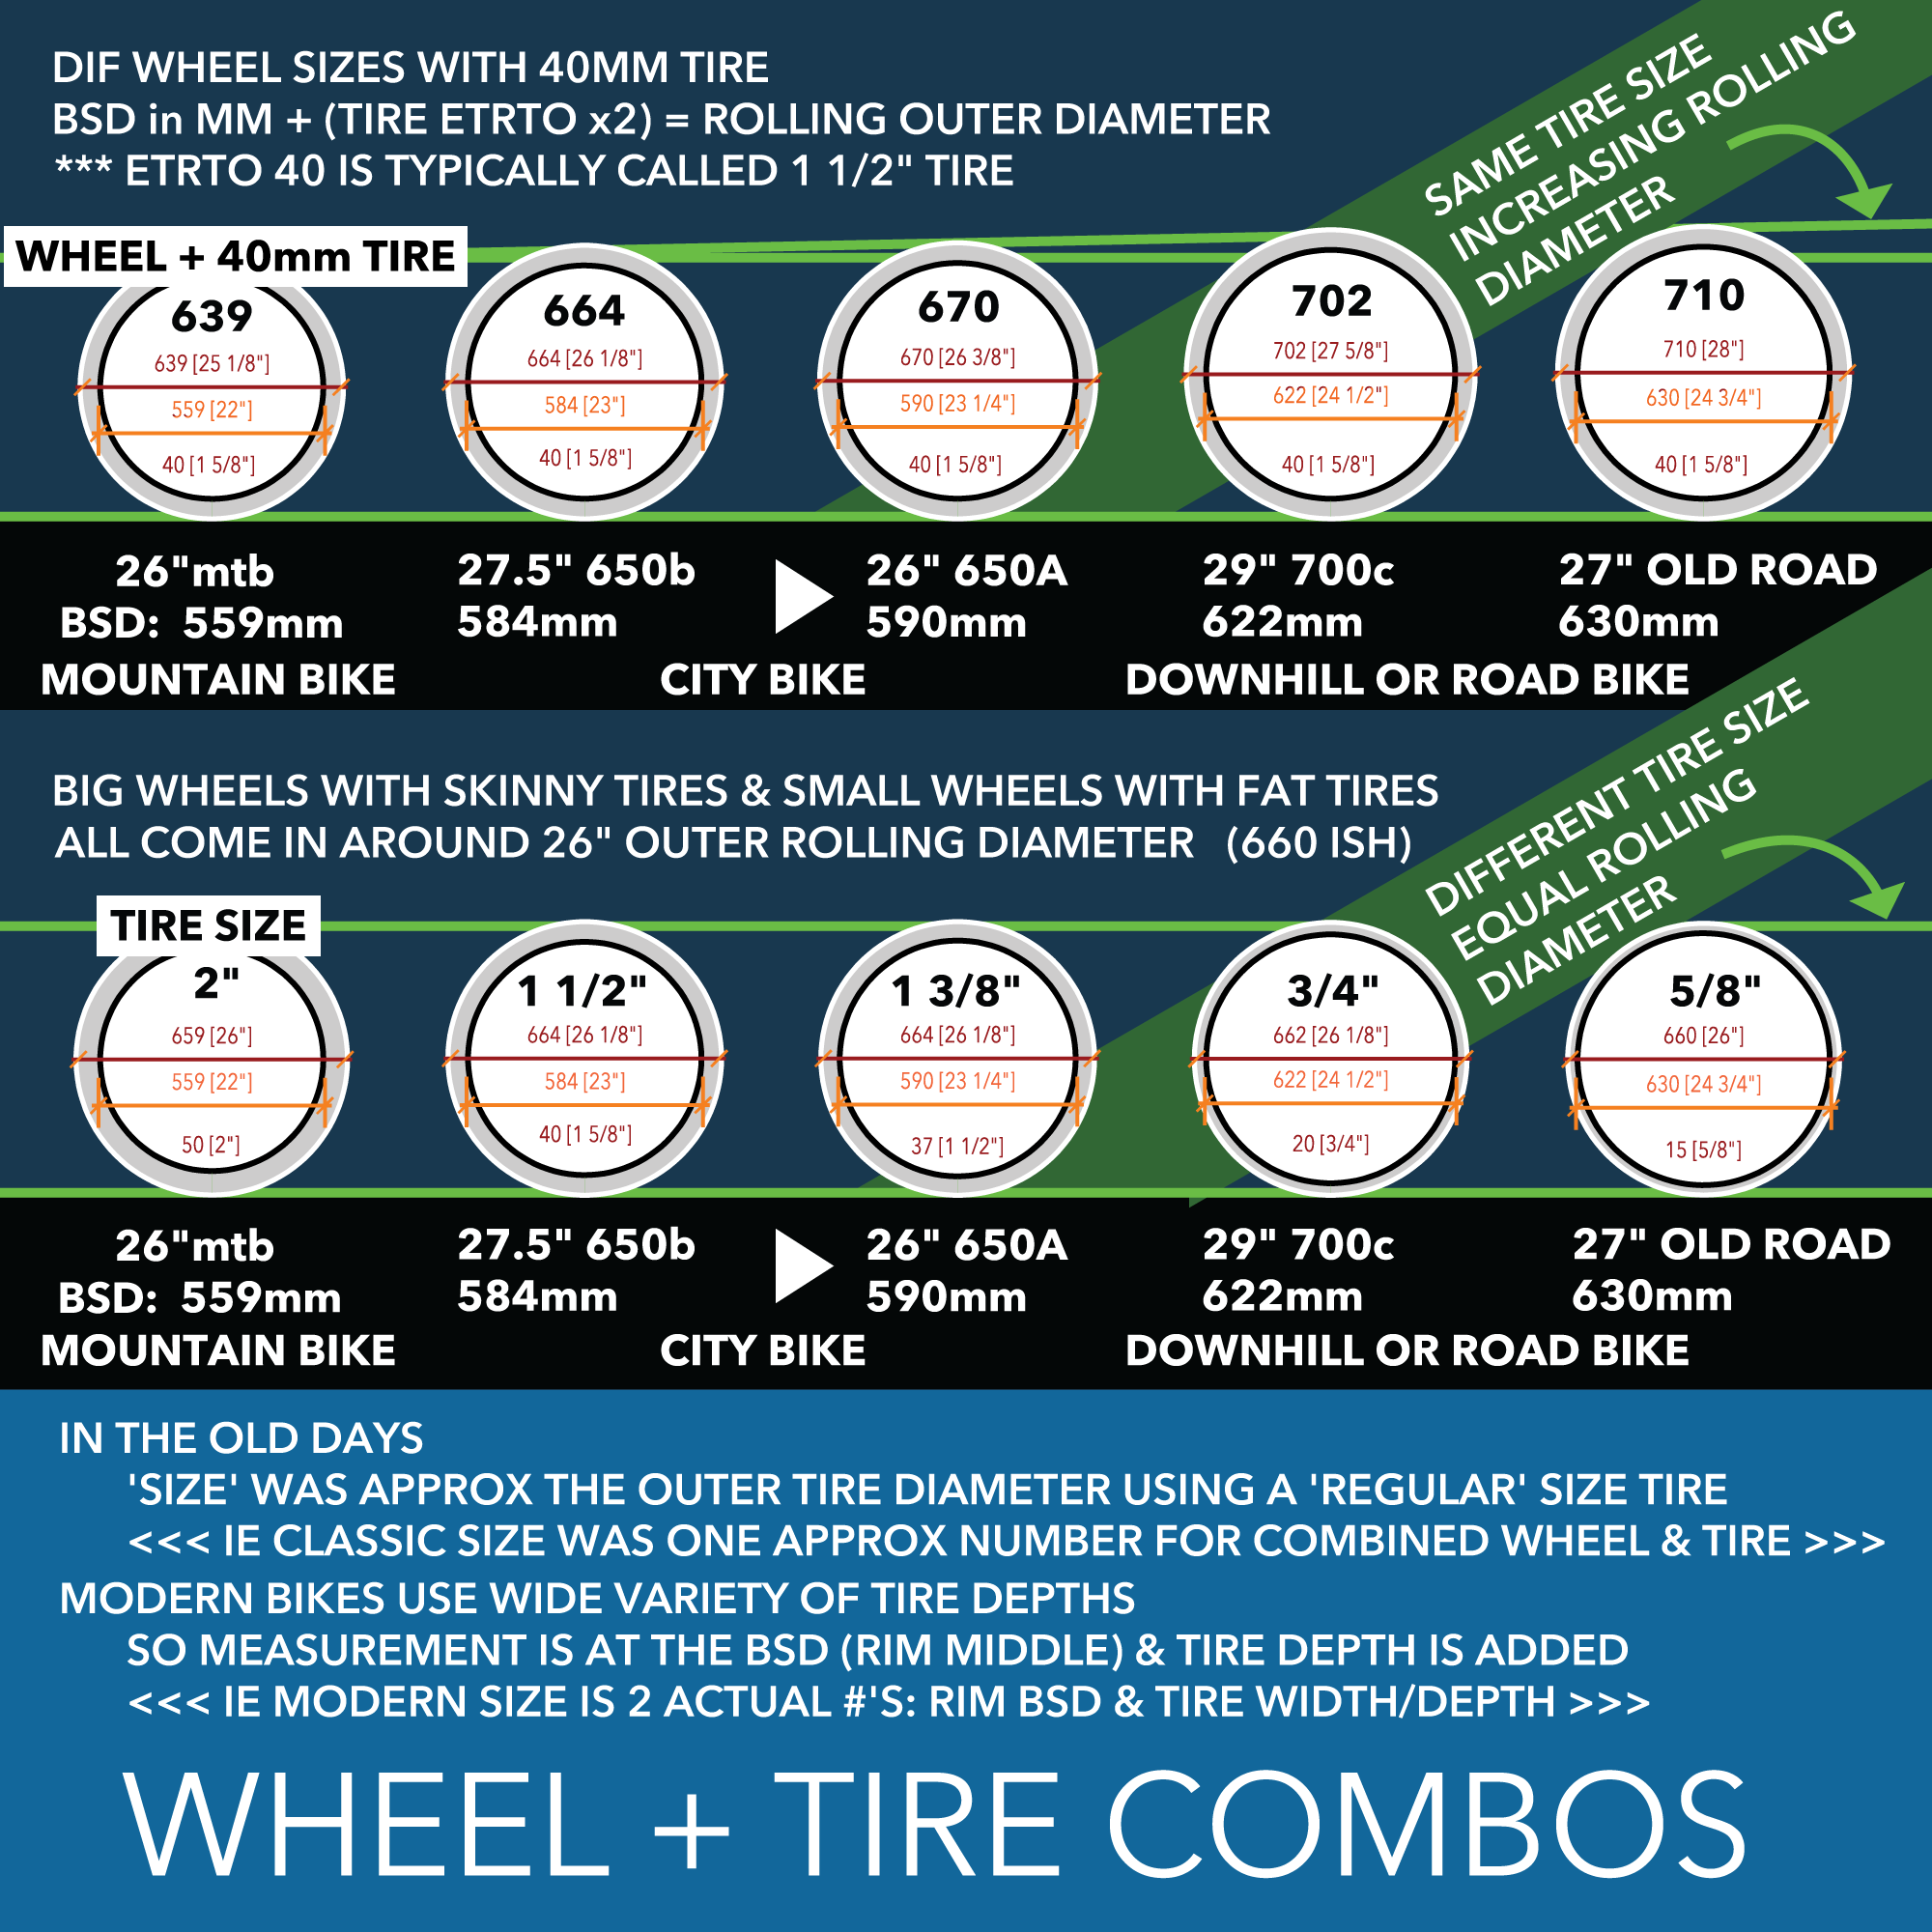 DIF WHEEL SIZES WITH 40MM TIRE
BSD in MM + (TIRE ETRTO x2) = ROLLING OUTER DIAMETER
*** ETRTO 40 IS TYPICALLY CALLED 1 1/2" TIRE
SAME TIRE SIZE
INCREASING ROLLING
DIAMETER
WHEEL + 40mm TIRE
639
639 [25 1/8"]
559 [22"]
40 [1 5/8"]
664
664 [26 1/8"]
584 [23"]
40 [1 5/8"]
670
670 [26 3/8"]
590 [23 1/4"]
40 [1 5/8"]
702
702 [27 5/8"]
622 [24 1/2"]
40 [1 5/8"]
710
710 [28"]
630 [24 3/4"]
40 [1 5/8"]
26"mtb
BSD: 559mm
27.5" 650b
584mm
26" 650A
590mm
29" 700c
622mm
27" OLD ROAD
630mm
MOUNTAIN BIKE
CITY BIKE
DOWNHILL OR ROAD BIKE
BIG WHEELS WITH SKINNY TIRES & SMALL WHEELS WITH FAT TIRES
ALL COME IN AROUND 26" OUTER ROLLING DIAMETER (660 ISH)
DIFFERENT TIRE SIZE
EQUAL ROLLING
DIAMETER
TIRE SIZE
2"
659 [26"]
559 [22"]
50 [2"]
1 1/2"
664 [26 1/8"]
584 [23"]
40 [1 5/8"]
1 3/8"
664 [26 1/8"]
590 [23 1/4"]
37 [1 1/2"]
3/4"
662 [26 1/8"]
622 [24 1/2"]
20 [3/4"]
5/8"
660 [26"]
630 [24 3/4"]
15 [5/8"]
26"mtb
BSD: 559mm
27.5" 650b
584mm
26" 650A
590mm
29" 700c
622mm
27" OLD ROAD
630mm
MOUNTAIN BIKE
CITY BIKE
DOWNHILL OR ROAD BIKE
IN THE OLD DAYS
'SIZE' WAS APPROX THE OUTER TIRE DIAMETER USING A 'REGULAR' SIZE TIRE
<<< IE CLASSIC SIZE WAS ONE APPROX NUMBER FOR COMBINED WHEEL & TIRE >>>
MODERN BIKES USE WIDE VARIETY OF TIRE DEPTHS
SO MEASUREMENT IS AT THE BSD (RIM MIDDLE) & TIRE DEPTH IS ADDED
<<< IE MODERN SIZE IS 2 ACTUAL #'S: RIM BSD & TIRE WIDTH/DEPTH >>>
WHEEL + TIRE COMBOS